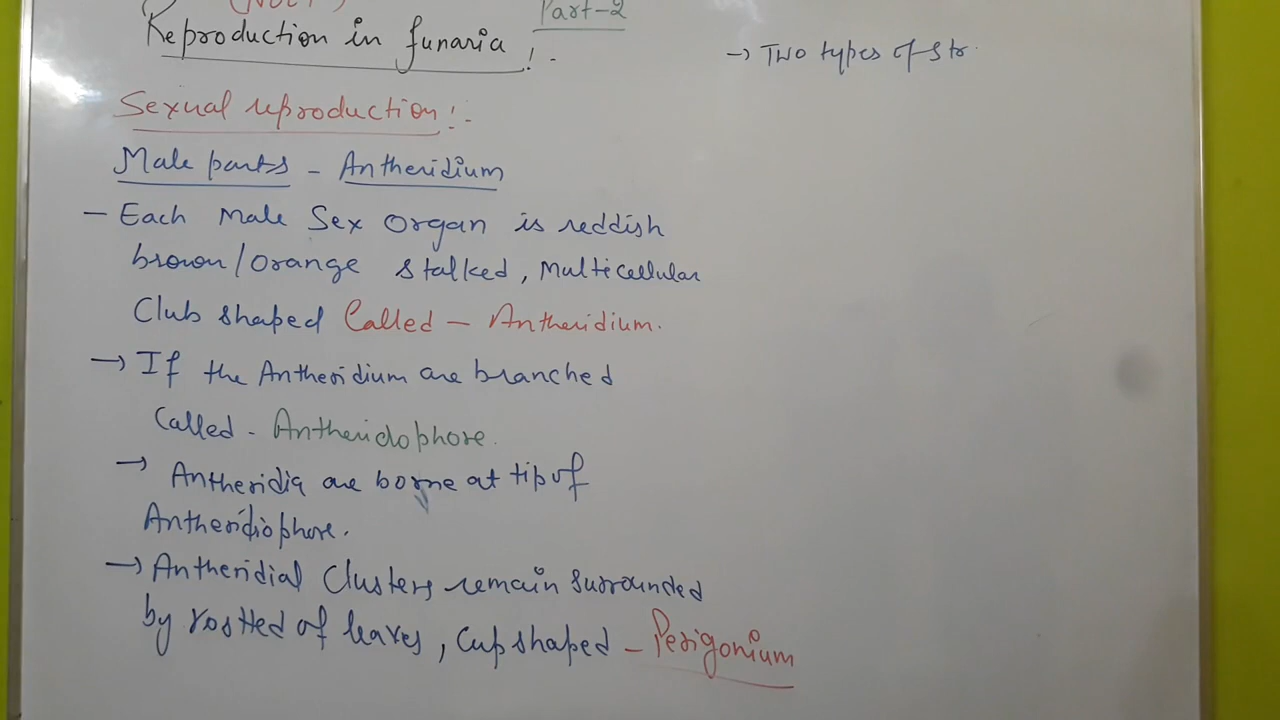 Part-2
Reproduction in funaria !-
Sexual reproduction!:-
Male parts - Antheridium
- Each Male Sex Organ is reddish
brown/orange stalked, Multicellular
Club shaped Called - Antheridium.
→ If the Antheridium are branched
Called - Antheridophore.
→ Antheridia are borne at tip of
Antheridiophore.
→ Antheridial Clusters remain surrounded
by rostted of leaves, Cup shaped - Perigonium
→ Two types of str